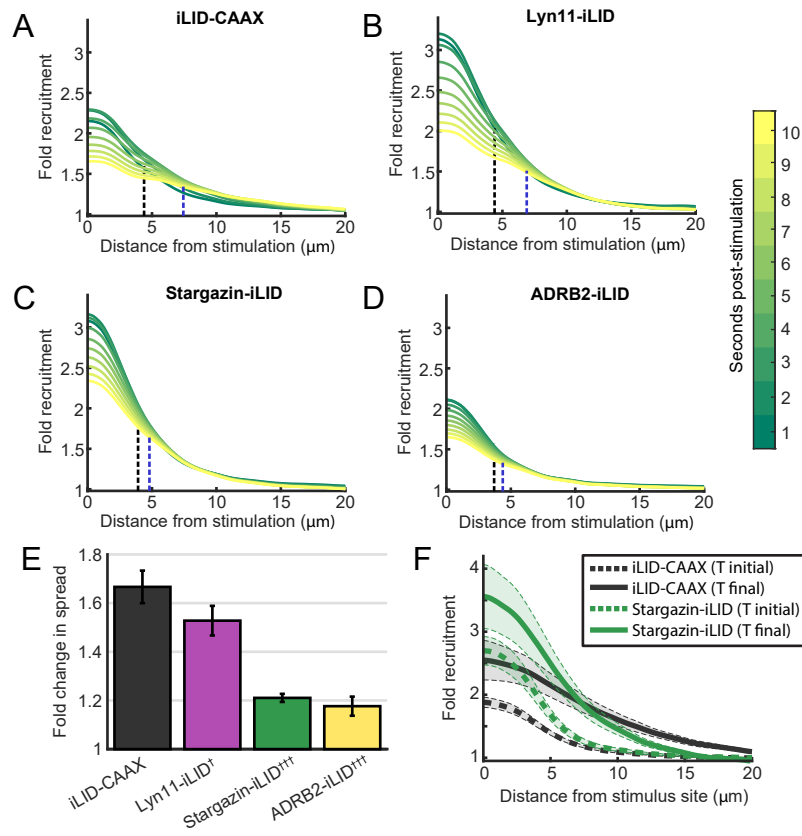 A
iLID-CAAX
Fold recruitment
3
2.5
2
1.5
1
0
5
10
15
20
Distance from stimulation (µm)
B
Lyn11-iLID
Fold recruitment
3
2.5
2
1.5
1
0
5
10
15
20
Distance from stimulation (µm)
C
Stargazin-iLID
Fold recruitment
3
2.5
2
1.5
1
0
5
10
15
20
Distance from stimulation (µm)
D
ADRB2-iLID
Fold recruitment
3
2.5
2
1.5
1
0
5
10
15
20
Distance from stimulation (µm)
Seconds post-stimulation
10
9
8
7
6
5
4
3
2
1
E
Fold change in spread
1.8
1.6
1.4
1.2
1
iLID-CAAX
Lyn11-iLID†
Stargazin-iLID†††
ADRB2-iLID†††
F
Fold recruitment
4
3
2
1
0
5
10
15
20
Distance from stimulus site (µm)
iLID-CAAX (T initial)
iLID-CAAX (T final)
Stargazin-iLID (T initial)
Stargazin-iLID (T final)